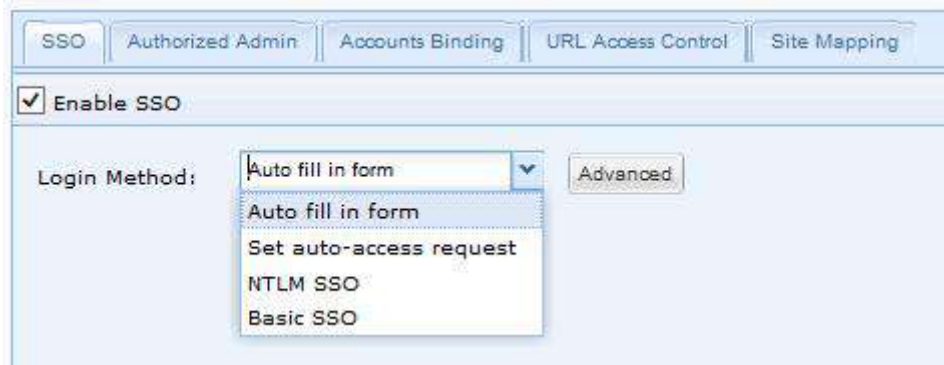 SSO Authorized Admin Accounts Binding URL Access Control Site Mapping
Enable SSO
Login Method: Auto fill in form Advanced
Auto fill in form
Set auto-access request
NTLM SSO
Basic SSO